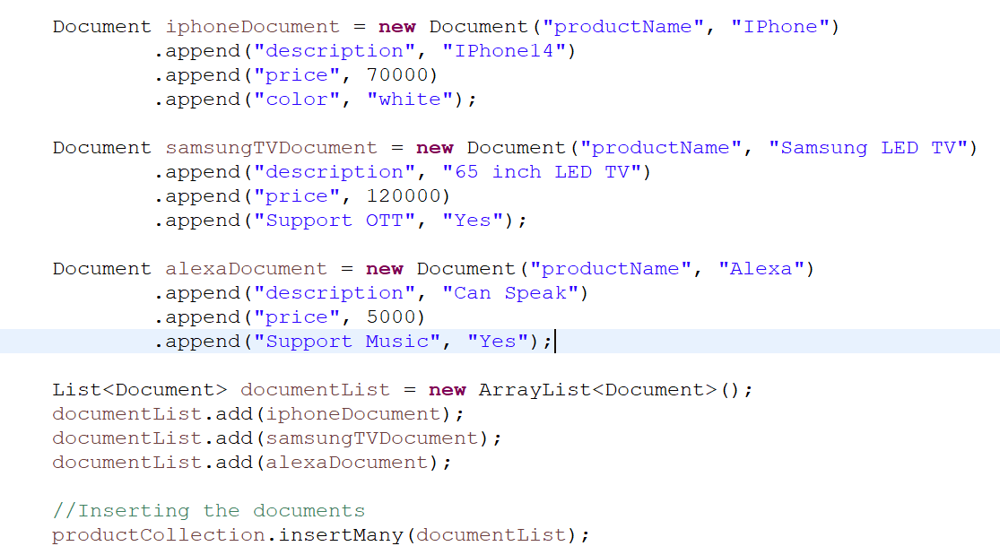 Document iphoneDocument = new Document("productName", "IPhone")
.append("description", "IPhone14")
.append("price", 70000)
.append("color", "white");
Document samsungTVDocument = new Document("productName", "Samsung LED TV")
.append("description", "65 inch LED TV")
.append("price", 120000)
.append("Support OTT", "Yes");
Document alexaDocument = new Document("productName", "Alexa")
.append("description", "Can Speak")
.append("price", 5000)
.append("Support Music", "Yes");
List<Document> documentList = new ArrayList<Document>();
documentList.add(iphoneDocument);
documentList.add(samsungTVDocument);
documentList.add(alexaDocument);
//Inserting the documents
productCollection.insertMany(documentList);